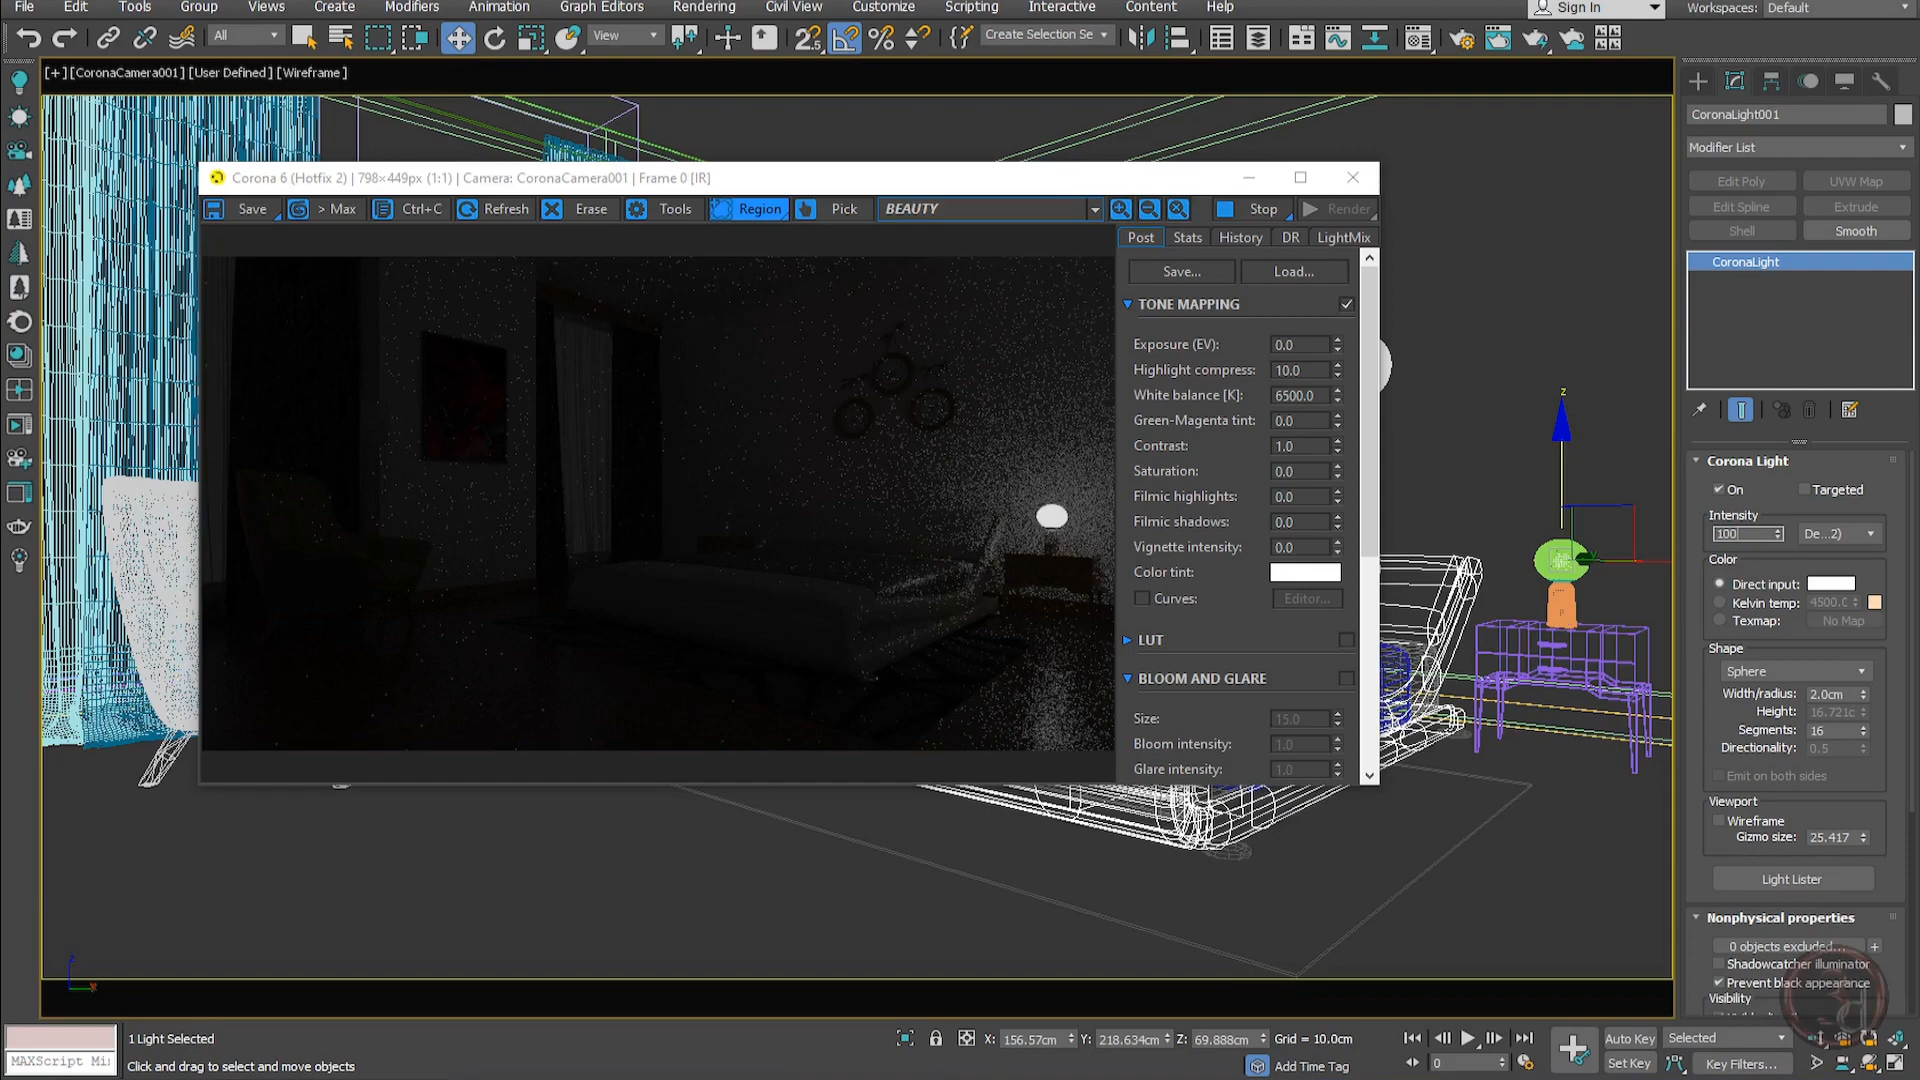 File Edit Tools Group Views Create Modifiers Animation Graph Editors Rendering Civil View Customize Scripting Interactive Content Help Sign In Workspaces: Default
All View Create Selection Se
[+] [CoronaCamera001] [User Defined] [Wireframe]
CoronaLight001
Modifier List
Edit Poly UVW Map
Edit Spline Extrude
Shell Smooth
CoronaLight
Corona 6 (Hotfix 2) | 798×449px (1:1) | Camera: CoronaCamera001 | Frame 0 [IR]
Save > Max Ctrl+C Refresh Erase Tools Region Pick BEAUTY Stop Render
Post Stats History DR LightMix
Save... Load...
TONE MAPPING
Exposure (EV): 0.0
Highlight compress: 10.0
White balance [K]: 6500.0
Green-Magenta tint: 0.0
Contrast: 1.0
Saturation: 0.0
Filmic highlights: 0.0
Filmic shadows: 0.0
Vignette intensity: 0.0
Color tint:
Curves: Editor...
LUT
BLOOM AND GLARE
Size: 15.0
Bloom intensity: 1.0
Glare intensity: 1.0
z
Corona Light
On Targeted
Intensity
100 De...2)
Color
Direct input:
Kelvin temp: 4500.0
Texmap: No Map
Shape
Sphere
Width/radius: 2.0cm
Height: 16.721c
Segments: 16
Directionality: 0.5
Emit on both sides
Viewport
Wireframe
Gizmo size: 25.417
Light Lister
Nonphysical properties
0 objects excluded... +
Shadowcatcher illuminator
Prevent black appearance
Visibility
z
x
1 Light Selected
MAXScript Mi
Click and drag to select and move objects
X: 156.57cm Y: 218.634cm Z: 69.888cm Grid = 10.0cm
Add Time Tag
0
Auto Key Selected
Set Key Key Filters...